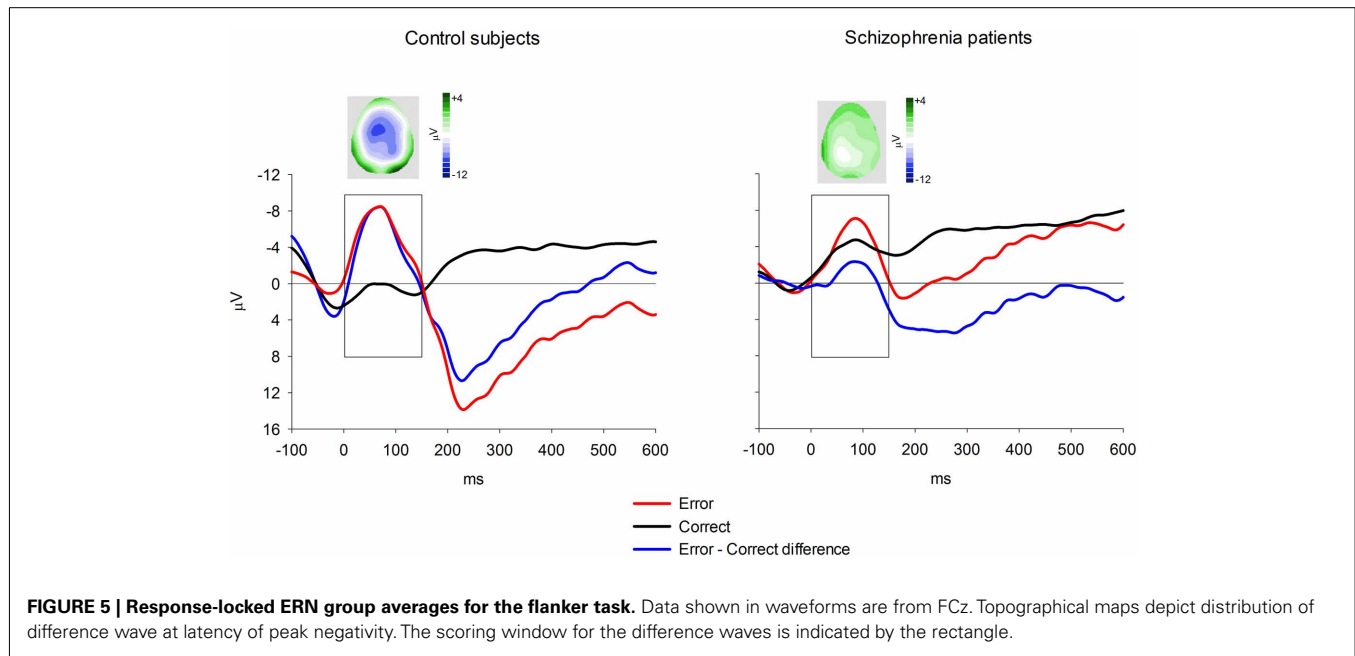 Control subjects
Schizophrenia patients
+4
µV
-12
+4
µV
-12
-12
-8
-4
0
4
8
12
16
µV
-100 0 100 200 300 400 500 600
ms
-100 0 100 200 300 400 500 600
ms
Error
Correct
Error - Correct difference
FIGURE 5 | Response-locked ERN group averages for the flanker task. Data shown in waveforms are from FCz. Topographical maps depict distribution of
difference wave at latency of peak negativity. The scoring window for the difference waves is indicated by the rectangle.